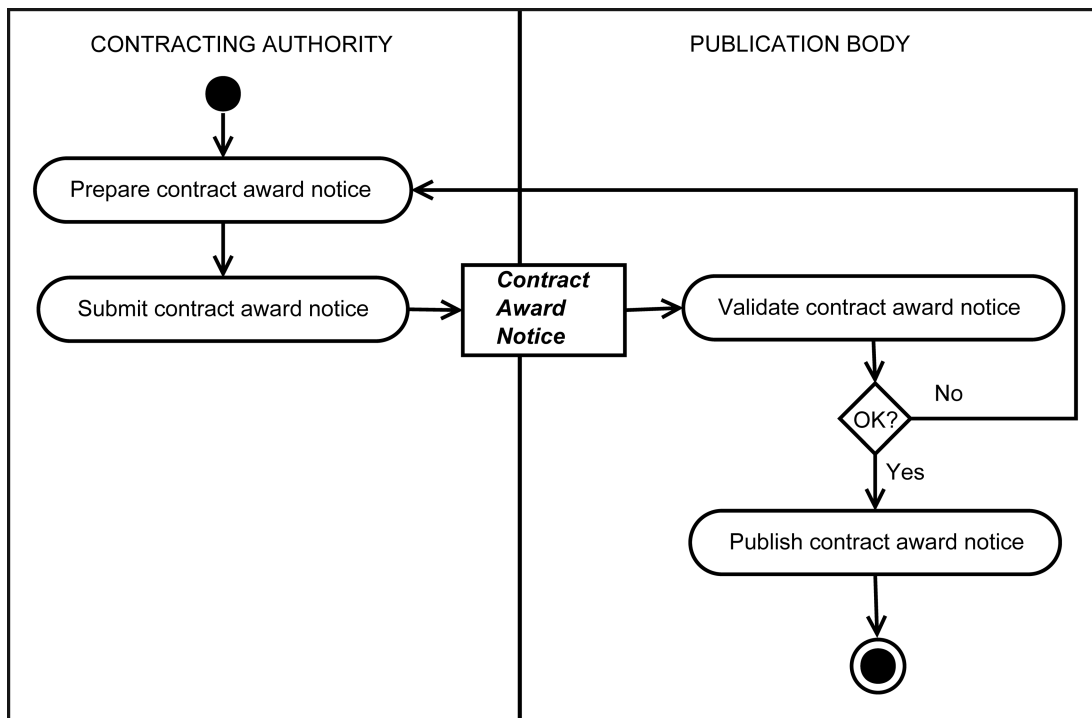 CONTRACTING AUTHORITY
PUBLICATION BODY
Prepare contract award notice
Submit contract award notice
Contract
Award
Notice
Validate contract award notice
OK?
No
Yes
Publish contract award notice